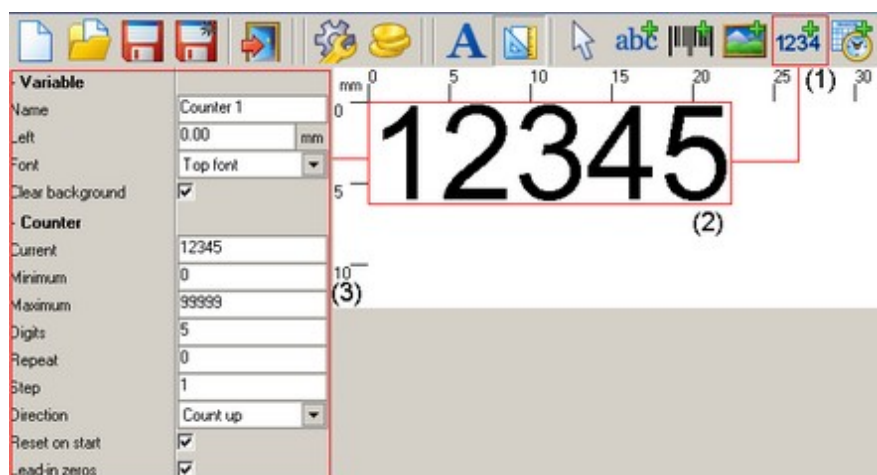 A abc 1234
- Variable
Name Counter 1
Left 0.00 mm
Font Top font
Clear background
- Counter
Current 12345
Minimum 0
Maximum 99999
Digits 5
Repeat 0
Step 1
Direction Count up
Reset on start
Lead-in zeros
mm 0 5 10 15 20 25 (1) 30
0
12345
5
(2)
10
(3)